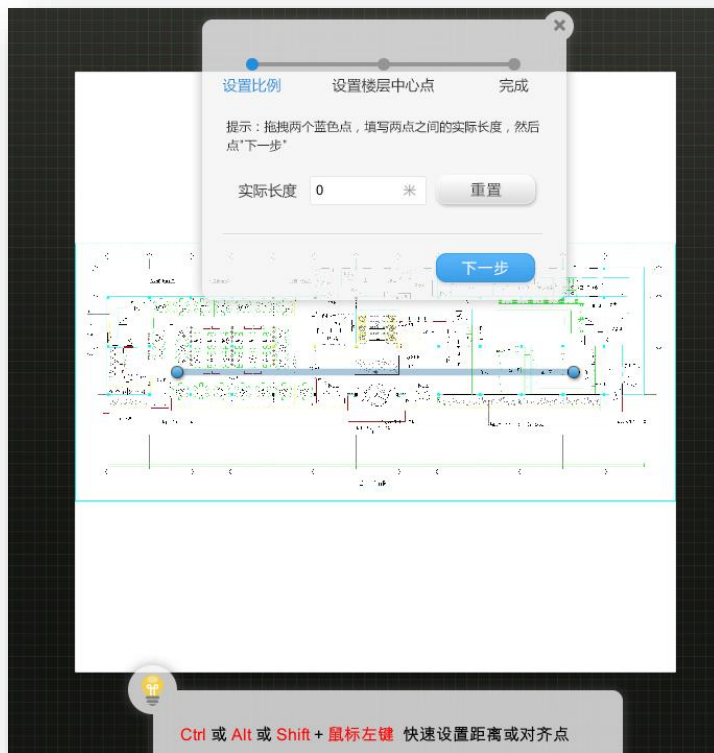 设置比例 设置楼层中心点 完成
提示：拖拽两个蓝色点，填写两点之间的实际长度，然后
点"下一步"
实际长度 0 米 重置
下一步
Ctrl 或 Alt 或 Shift + 鼠标左键 快速设置距离或对齐点